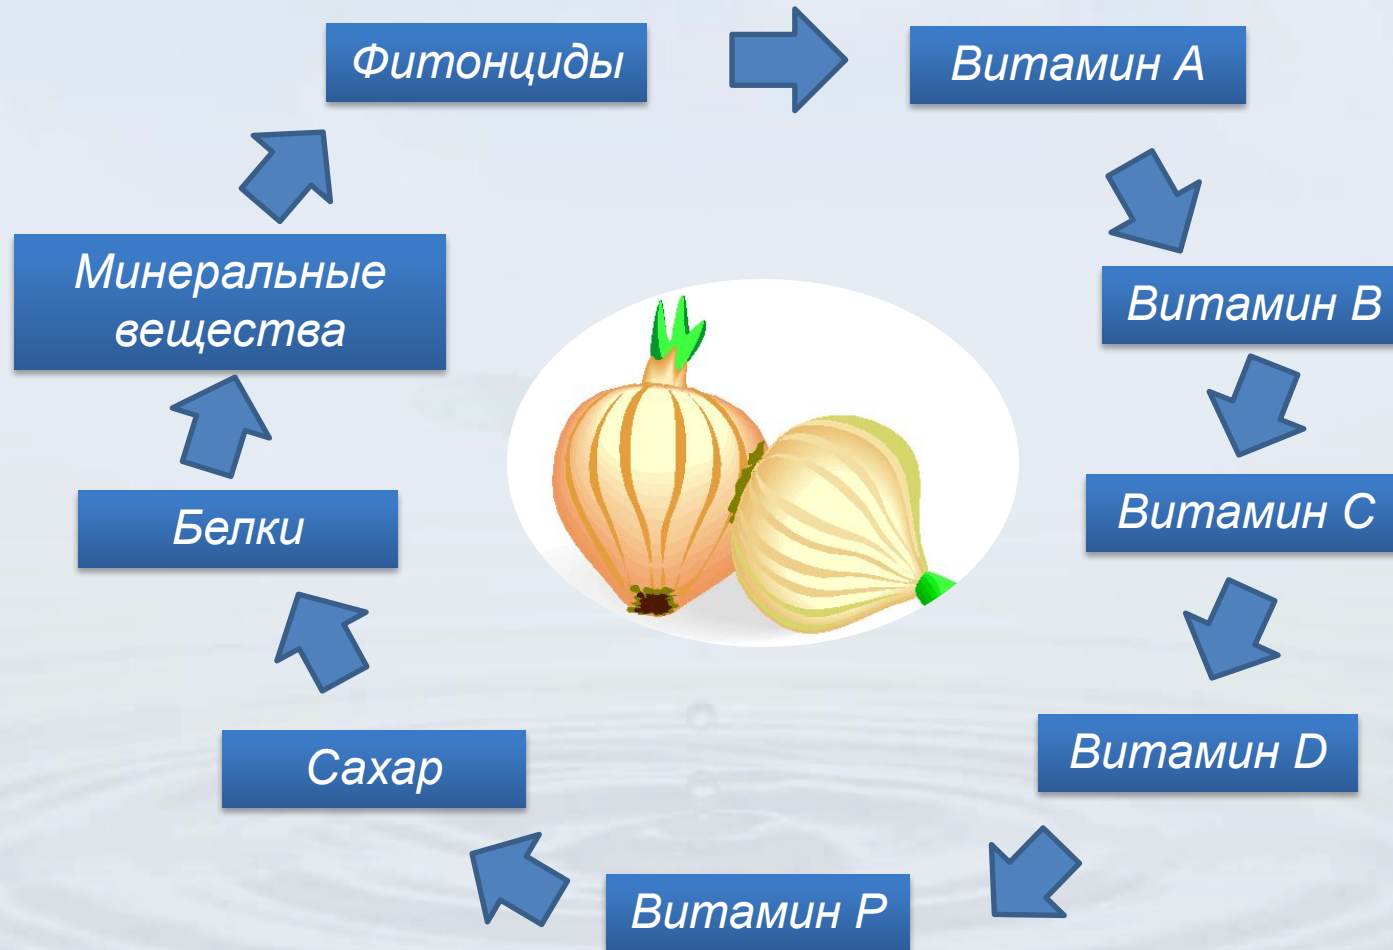 Фитонциды
Витамин А
Витамин В
Витамин С
Витамин D
Витамин Р
Сахар
Белки
Минеральные
вещества